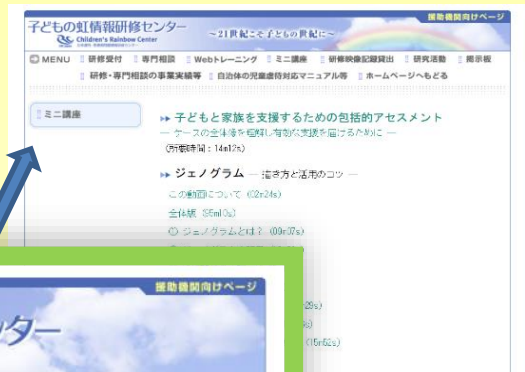 援助機関向けページ
子どもの虹情報研修センター
~21世紀こそ子どもの世紀に~
Children's Rainbow Center
MENU 研修受付 専門相談 Webトレーニング ミニ講座 研修映像記録貸出 研究活動 掲示板
研修・専門相談の事業実績等 自治体の児童虐待対応マニュアル等 ホームページへもどる
ミニ講座
子どもと家族を支援するための包括的アセスメント
― ケースの全体像を理解し有効な支援を届けるために ―
(所要時間:14m12s)
ジェノグラム ― 描き方と活用のコツ ―
この動画について (02m24s)
全体版
① ジェノグラムとは? (09m37s)
29s)
(15m52s)
援助機関向けページ
ンター